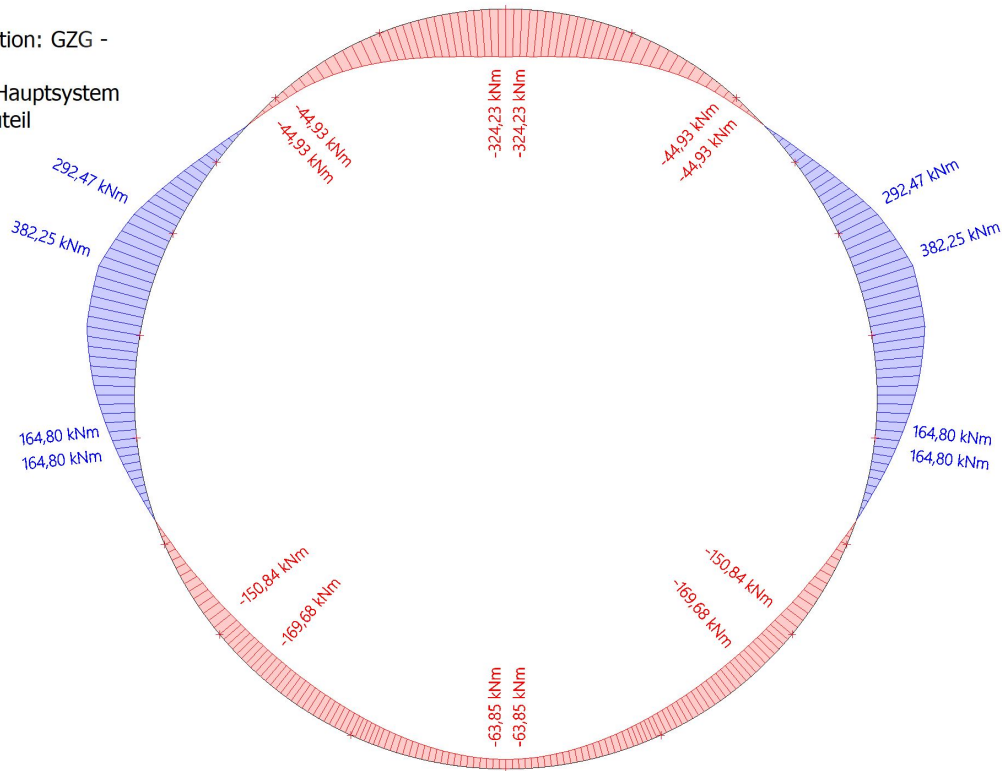 tion: GZG -
Hauptsystem
uteil
-324,23 kNm
-324,23 kNm
-44,93 kNm
-44,93 kNm
-44,93 kNm
-44,93 kNm
292,47 kNm
292,47 kNm
382,25 kNm
382,25 kNm
164,80 kNm
164,80 kNm
164,80 kNm
164,80 kNm
-150,84 kNm
-169,68 kNm
-150,84 kNm
-169,68 kNm
-63,85 kNm
-63,85 kNm